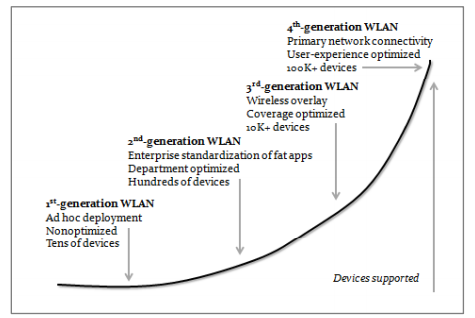 4th-generation WLAN
Primary network connectivity
User-experience optimized
100K+ devices
3rd-generation WLAN
Wireless overlay
Coverage optimized
10K+ devices
2nd-generation WLAN
Enterprise standardization of fat apps
Department optimized
Hundreds of devices
1st-generation WLAN
Ad hoc deployment
Nonoptimized
Tens of devices
Devices supported